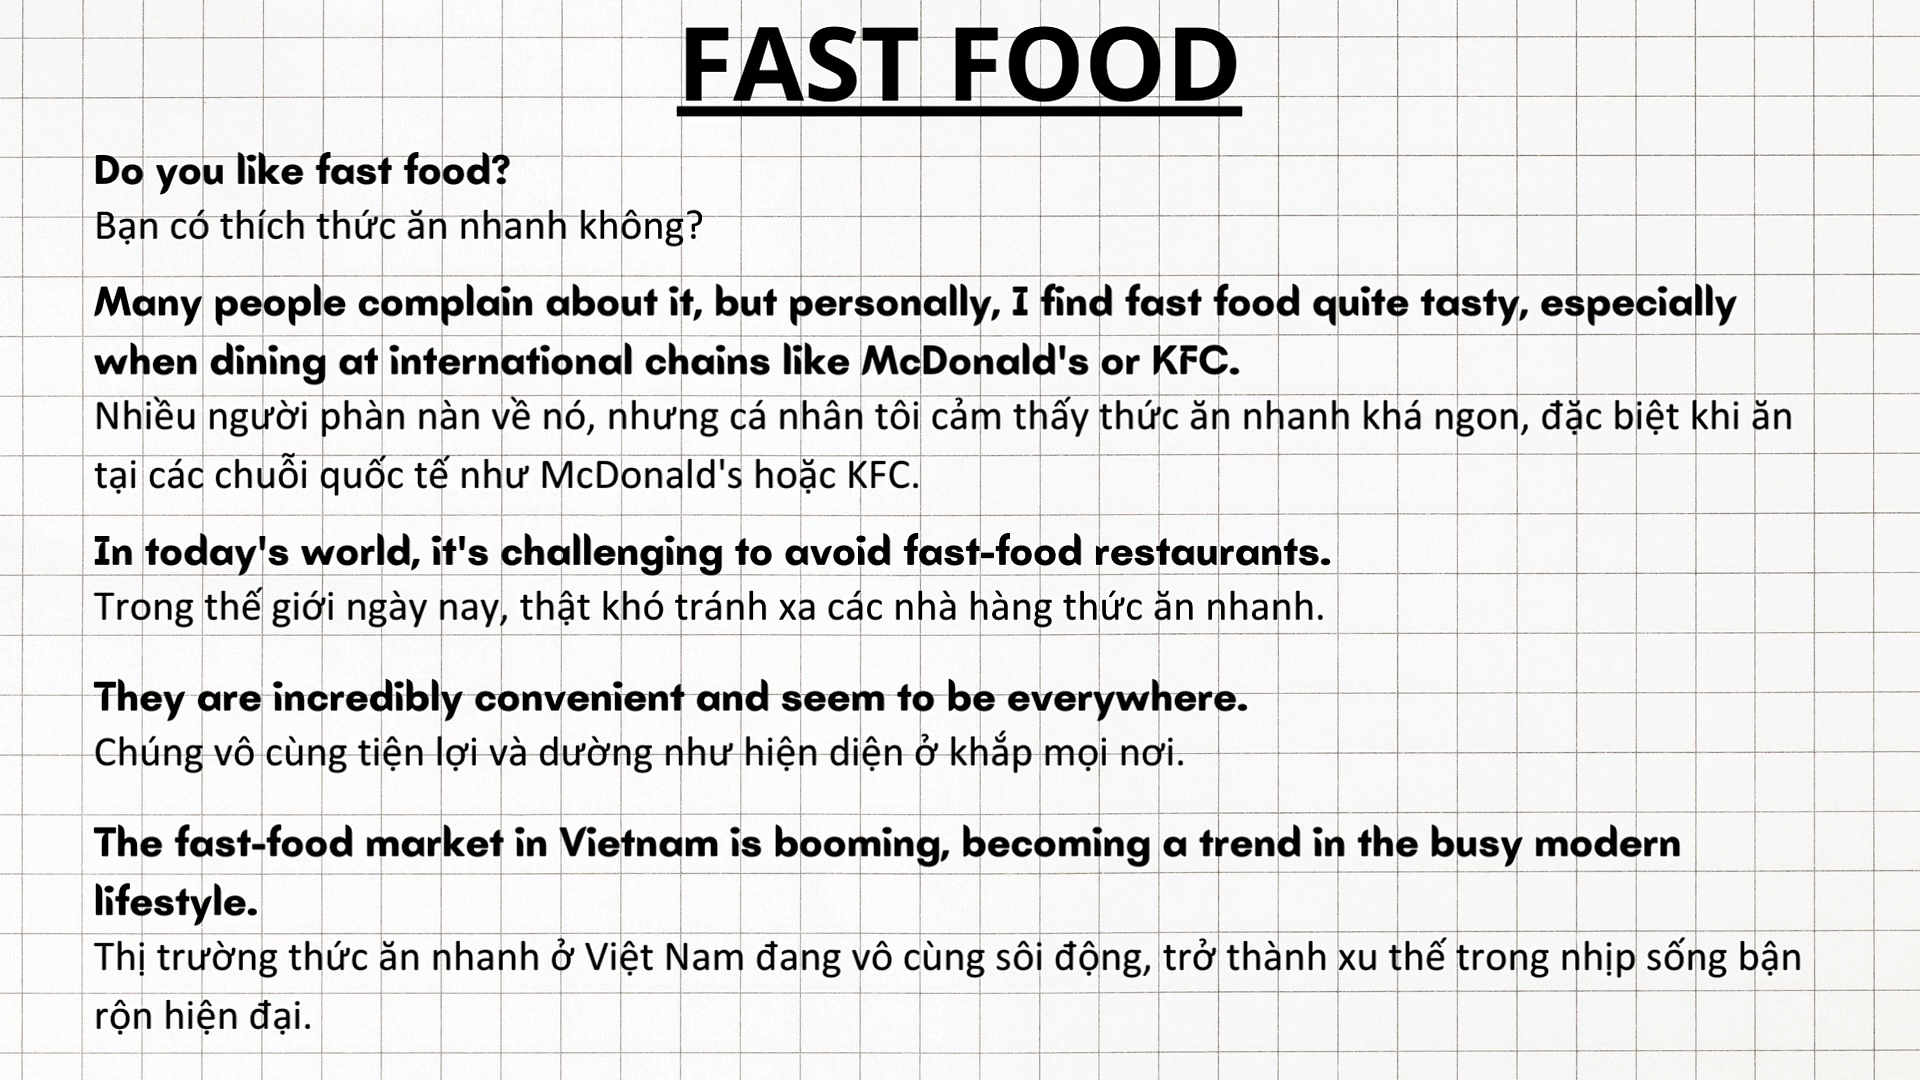 FAST FOOD
Do you like fast food?
Bạn có thích thức ăn nhanh không?
Many people complain about it, but personally, I find fast food quite tasty, especially
when dining at international chains like McDonald's or KFC.
Nhiều người phàn nàn về nó, nhưng cá nhân tôi cảm thấy thức ăn nhanh khá ngon, đặc biệt khi ăn
tại các chuỗi quốc tế như McDonald's hoặc KFC.
In today's world, it's challenging to avoid fast-food restaurants.
Trong thế giới ngày nay, thật khó tránh xa các nhà hàng thức ăn nhanh.
They are incredibly convenient and seem to be everywhere.
Chúng vô cùng tiện lợi và dường như hiện diện ở khắp mọi nơi.
The fast-food market in Vietnam is booming, becoming a trend in the busy modern
lifestyle.
Thị trường thức ăn nhanh ở Việt Nam đang vô cùng sôi động, trở thành xu thế trong nhịp sống bận
rộn hiện đại.